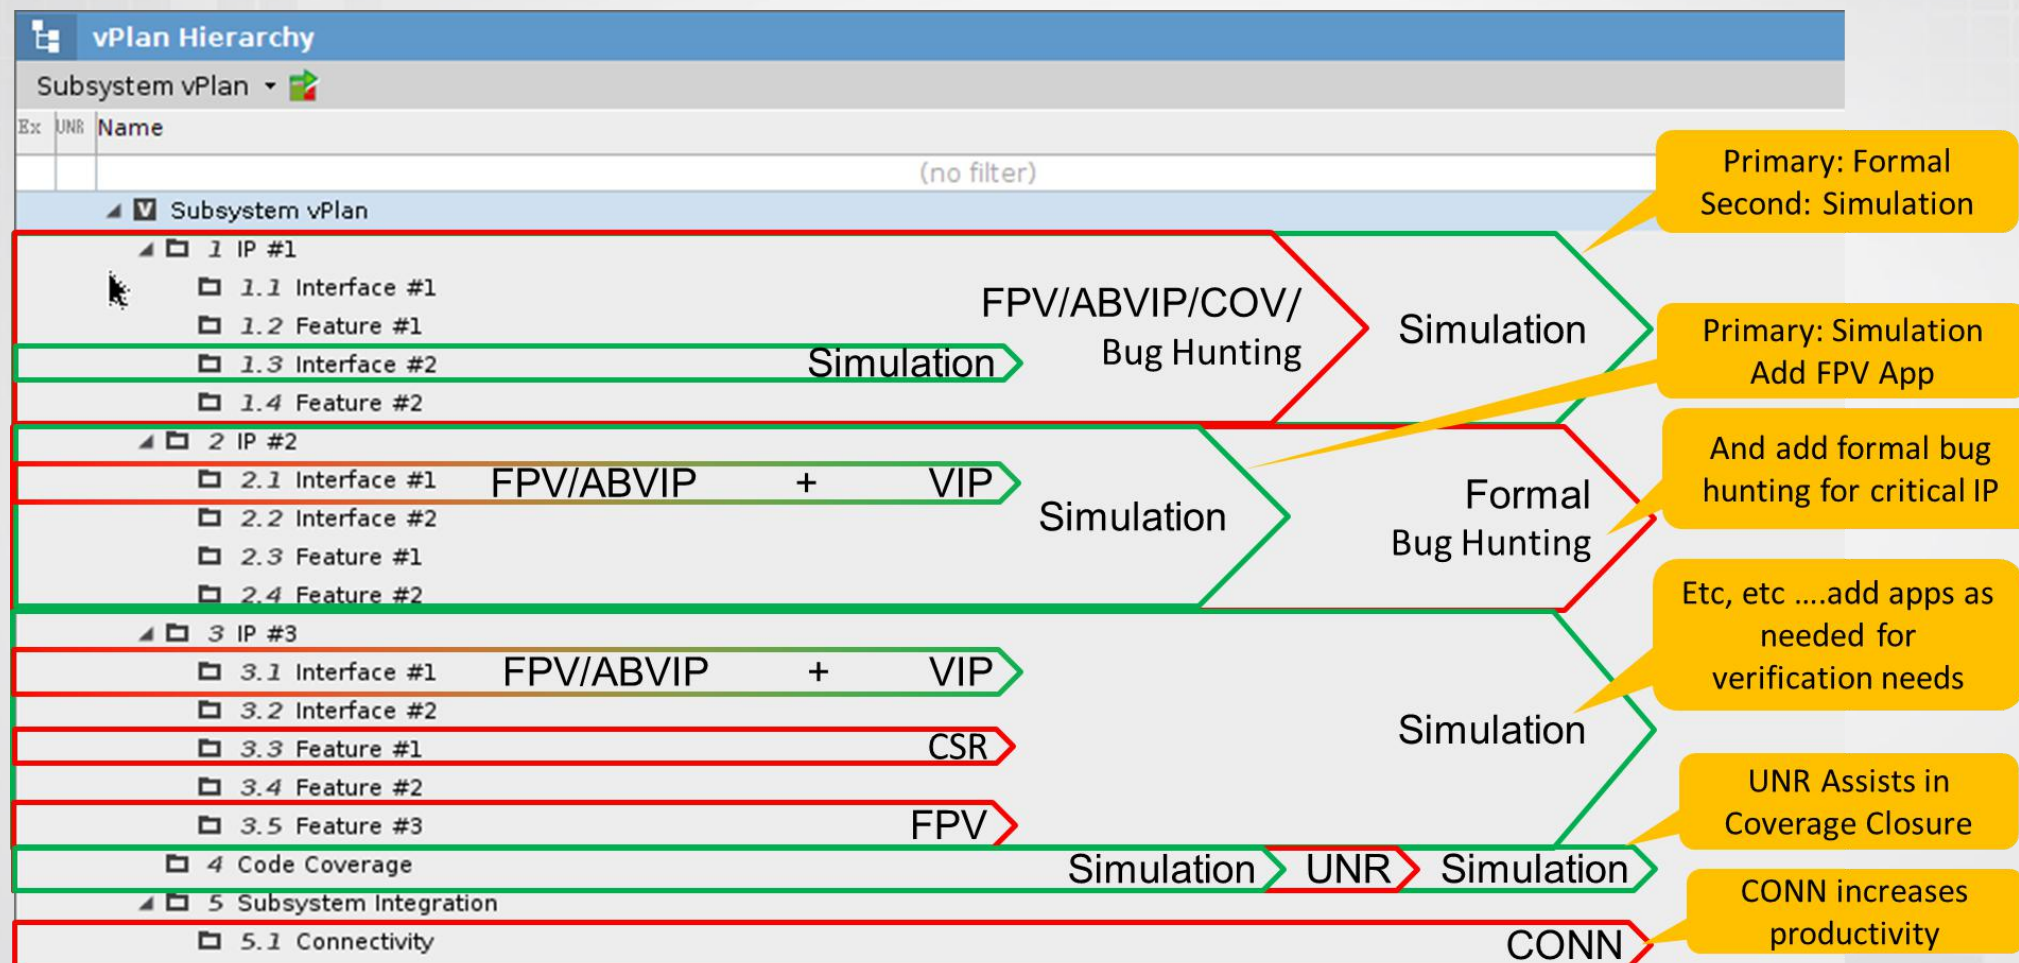 vPlan Hierarchy
Subsystem vPlan
Ex UNR Name
(no filter)
V Subsystem vPlan
1 IP #1
1.1 Interface #1
1.2 Feature #1
1.3 Interface #2
1.4 Feature #2
Simulation
FPV/ABVIP/COV/
Bug Hunting
Simulation
Primary: Formal
Second: Simulation
2 IP #2
2.1 Interface #1
FPV/ABVIP + VIP
2.2 Interface #2
2.3 Feature #1
2.4 Feature #2
Simulation
Formal
Bug Hunting
Primary: Simulation
Add FPV App
And add formal bug
hunting for critical IP
3 IP #3
3.1 Interface #1
FPV/ABVIP + VIP
3.2 Interface #2
3.3 Feature #1
CSR
3.4 Feature #2
3.5 Feature #3
FPV
Simulation
Etc, etc ....add apps as
needed for
verification needs
4 Code Coverage
Simulation UNR Simulation
UNR Assists in
Coverage Closure
5 Subsystem Integration
5.1 Connectivity
CONN
CONN increases
productivity